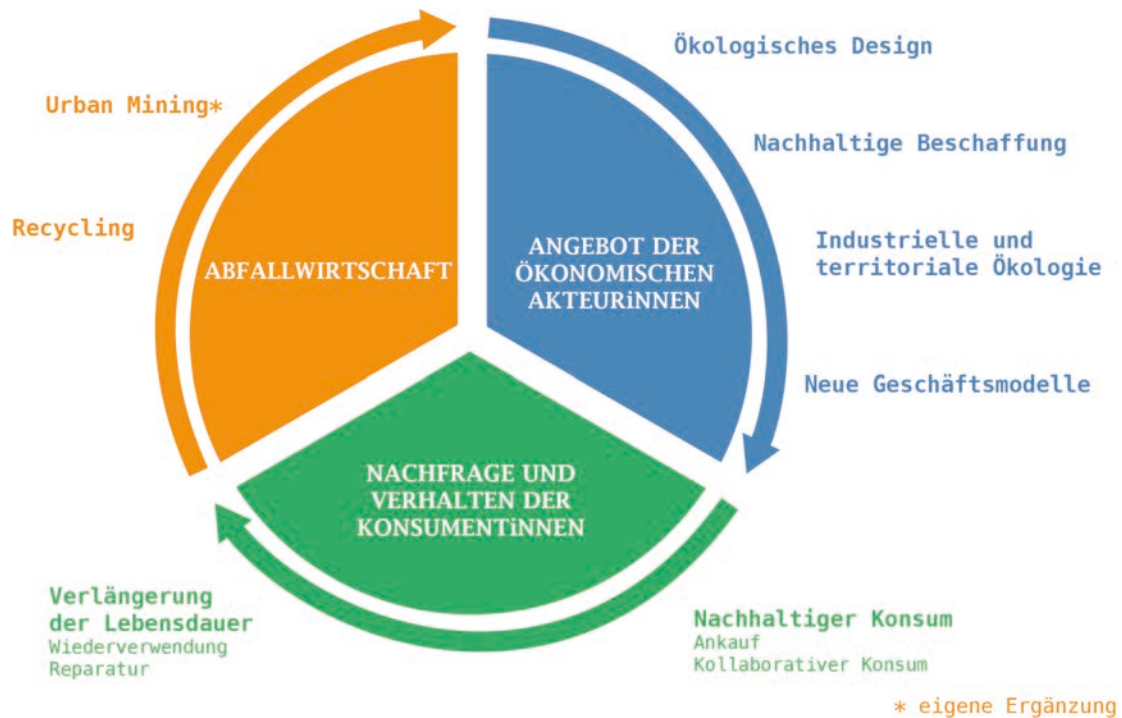 Ökologisches Design
Nachhaltige Beschaffung
Industrielle und
territoriale Ökologie
Neue Geschäftsmodelle
ANGEBOT DER
ÖKONOMISCHEN
AKTEURiNNEN
NACHFRAGE UND
VERHALTEN DER
KONSUMENTiNNEN
Nachhaltiger Konsum
Ankauf
Kollaborativer Konsum
Verlängerung
der Lebensdauer
Wiederverwendung
Reparatur
ABFALLWIRTSCHAFT
Recycling
Urban Mining*
* eigene Ergänzung